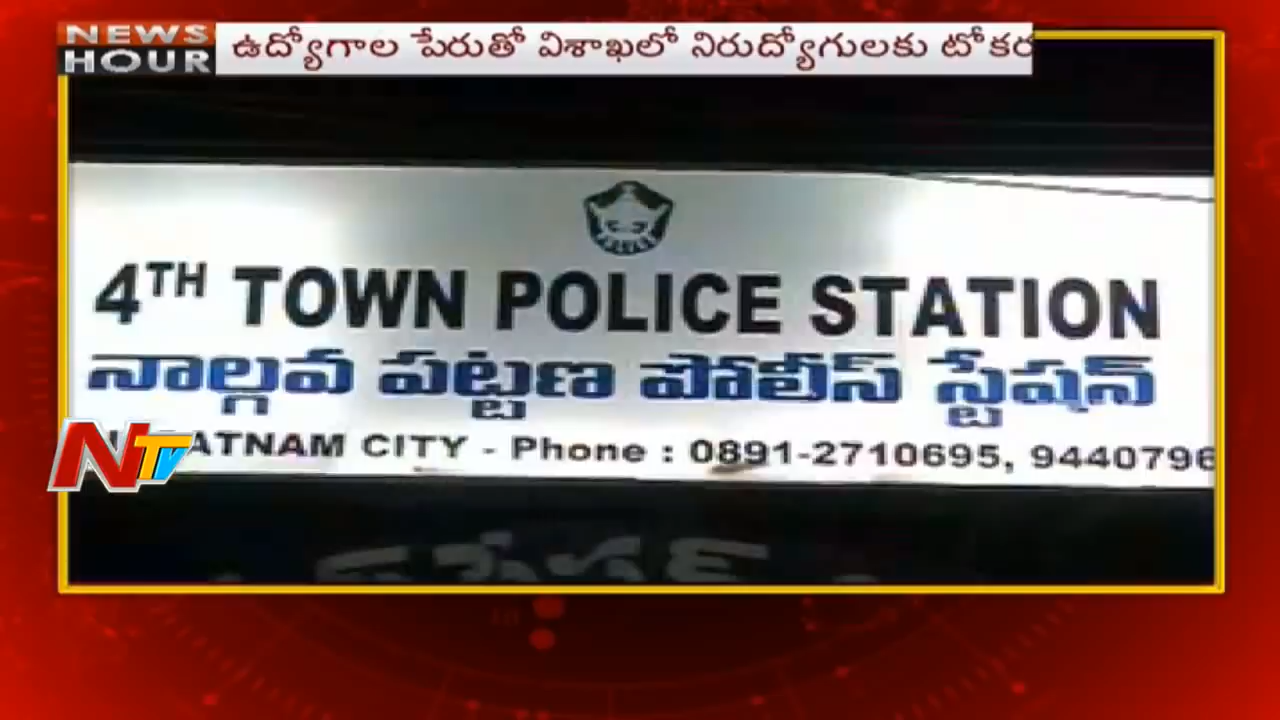 NEWS
HOUR
ఉద్యోగాల పేరుతో విశాఖలో నిరుద్యోగులకు టోకరా
4TH TOWN POLICE STATION
నాల్గవ పట్టణ పోలీస్ స్టేషన్
ATNAM CITY - Phone : 0891-2710695, 9440796
NTV